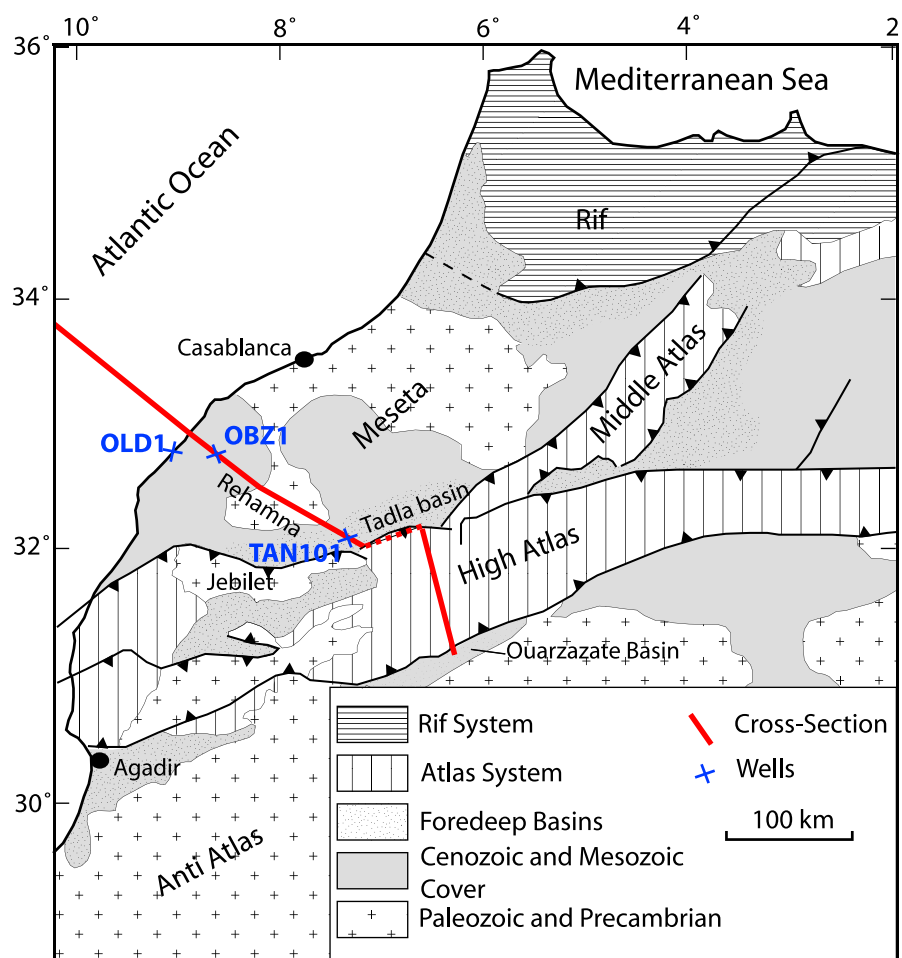 10˚ 8˚ 6˚ 4˚ 2
36˚
Mediterranean Sea
Atlantic Ocean
Rif
34˚
Casablanca
Meseta
Middle Atlas
OLD1
OBZ1
Rehamna
Tadla basin
32˚
TAN101
High Atlas
Jebilet
Ouarzazate Basin
Rif System
Cross-Section
Atlas System
Wells
Agadir
30˚
Foredeep Basins
100 km
Anti Atlas
Cenozoic and Mesozoic
Cover
Paleozoic and Precambrian